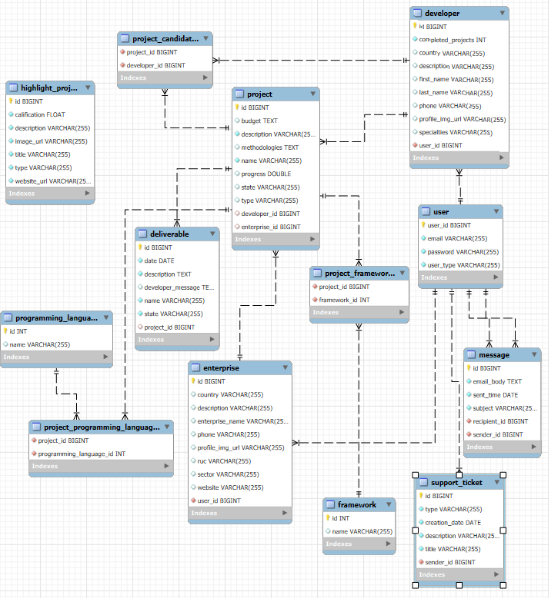 developer
id BIGINT
completed_projects INT
country VARCHAR(255)
description VARCHAR(255)
first_name VARCHAR(255)
last_name VARCHAR(255)
phone VARCHAR(255)
profile_img_url VARCHAR(255)
specialities VARCHAR(255)
user_id BIGINT
Indexes
project_candidat...
project_id BIGINT
developer_id BIGINT
Indexes
highlight_proj...
id BIGINT
calification FLOAT
description VARCHAR(255)
image_url VARCHAR(255)
title VARCHAR(255)
type VARCHAR(255)
website_url VARCHAR(25...
Indexes
project
id BIGINT
budget TEXT
description VARCHAR(25...
methodologies TEXT
name VARCHAR(255)
progress DOUBLE
state VARCHAR(255)
type VARCHAR(255)
developer_id BIGINT
enterprise_id BIGINT
Indexes
user
user_id BIGINT
email VARCHAR(255)
password VARCHAR(255)
user_type VARCHAR(255)
Indexes
deliverable
id BIGINT
date DATE
description TEXT
developer_message TE...
name VARCHAR(255)
state VARCHAR(255)
project_id BIGINT
Indexes
project_framewor...
project_id BIGINT
framework_id INT
Indexes
programming_langua...
id INT
name VARCHAR(255)
Indexes
message
id BIGINT
email_body TEXT
sent_time DATE
subject VARCHAR(255)
recipient_id BIGINT
sender_id BIGINT
Indexes
enterprise
id BIGINT
country VARCHAR(255)
description VARCHAR(255)
enterprise_name VARCHAR(2...
phone VARCHAR(255)
profile_img_url VARCHAR(255)
ruc VARCHAR(255)
sector VARCHAR(255)
website VARCHAR(255)
user_id BIGINT
Indexes
project_programming_languag...
project_id BIGINT
programming_language_id INT
Indexes
framework
id INT
name VARCHAR(255)
Indexes
support_ticket
id BIGINT
type VARCHAR(255)
creation_date DATE
description VARCHAR(255)
title VARCHAR(255)
sender_id BIGINT
Indexes